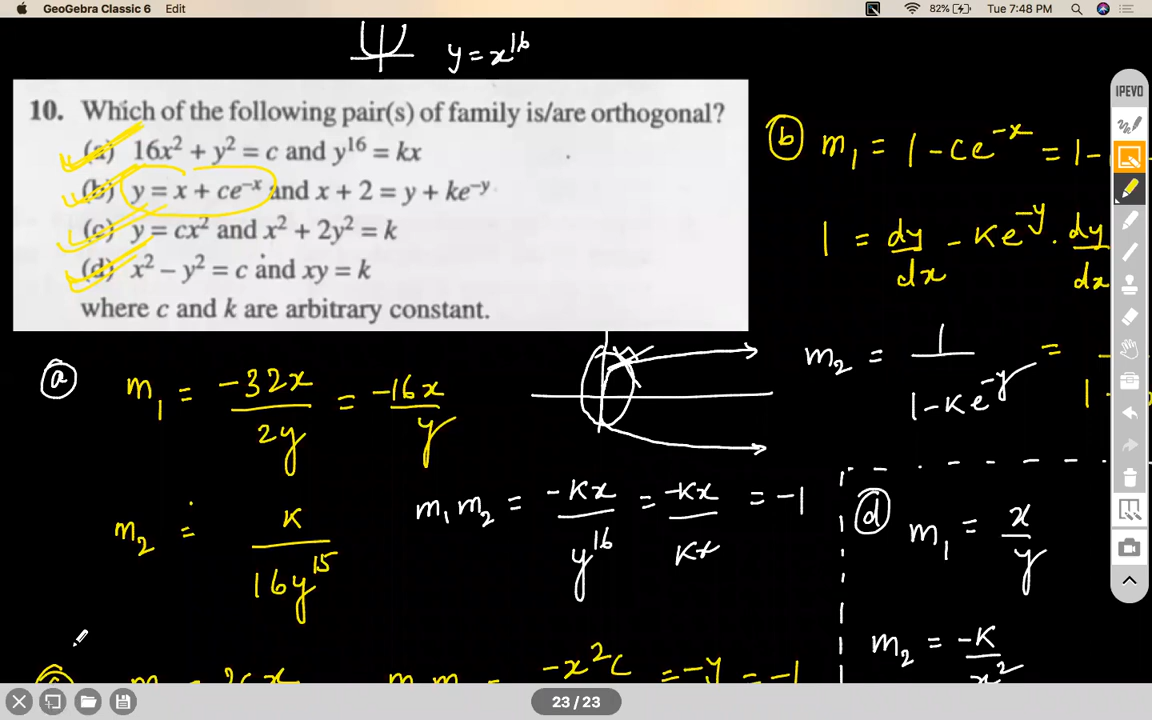 GeoGebra Classic 6 Edit 82% Tue 7:48 PM
y = x^16
10. Which of the following pair(s) of family is/are orthogonal?
(a) 16x² + y² = c and y^16 = kx
(b) y = x + ce^-x and x + 2 = y + ke^-y
(c) y = cx² and x² + 2y² = k
(d) x² − y² = c and xy = k
where c and k are arbitrary constant.
(b) m₁ = 1 - ce^-x = 1 -
1 = dy/dx - Ke^-y · dy/dx
m₂ = 1/(1 - Ke^-y) =
1
(a) m₁ = -32x/2y = -16x/y
m₂ = K/16y^15
m₁m₂ = -Kx/y^16 = -Kx/Kx = -1
(d) m₁ = x/y
m₂ = -K/x²
-x²c = -y = -1
IPEVO
23 / 23